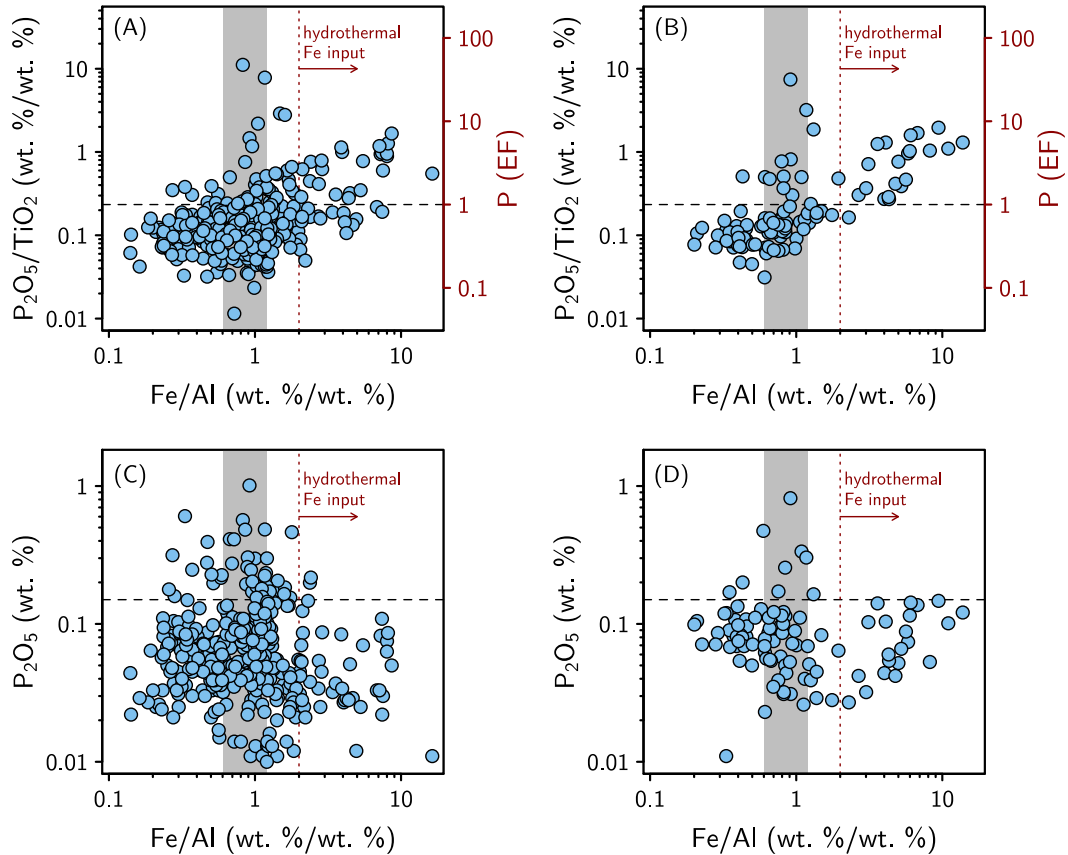 (A)
hydrothermal
Fe input
P₂O₅/TiO₂ (wt. %/wt. %)
10
1
0.1
0.01
100
10
1
0.1
P (EF)
0.1
1
10
Fe/Al (wt. %/wt. %)
(B)
hydrothermal
Fe input
P₂O₅/TiO₂ (wt. %/wt. %)
10
1
0.1
0.01
100
10
1
0.1
P (EF)
0.1
1
10
Fe/Al (wt. %/wt. %)
(C)
hydrothermal
Fe input
P₂O₅ (wt. %)
1
0.1
0.01
0.1
1
10
Fe/Al (wt. %/wt. %)
(D)
hydrothermal
Fe input
P₂O₅ (wt. %)
1
0.1
0.01
0.1
1
10
Fe/Al (wt. %/wt. %)